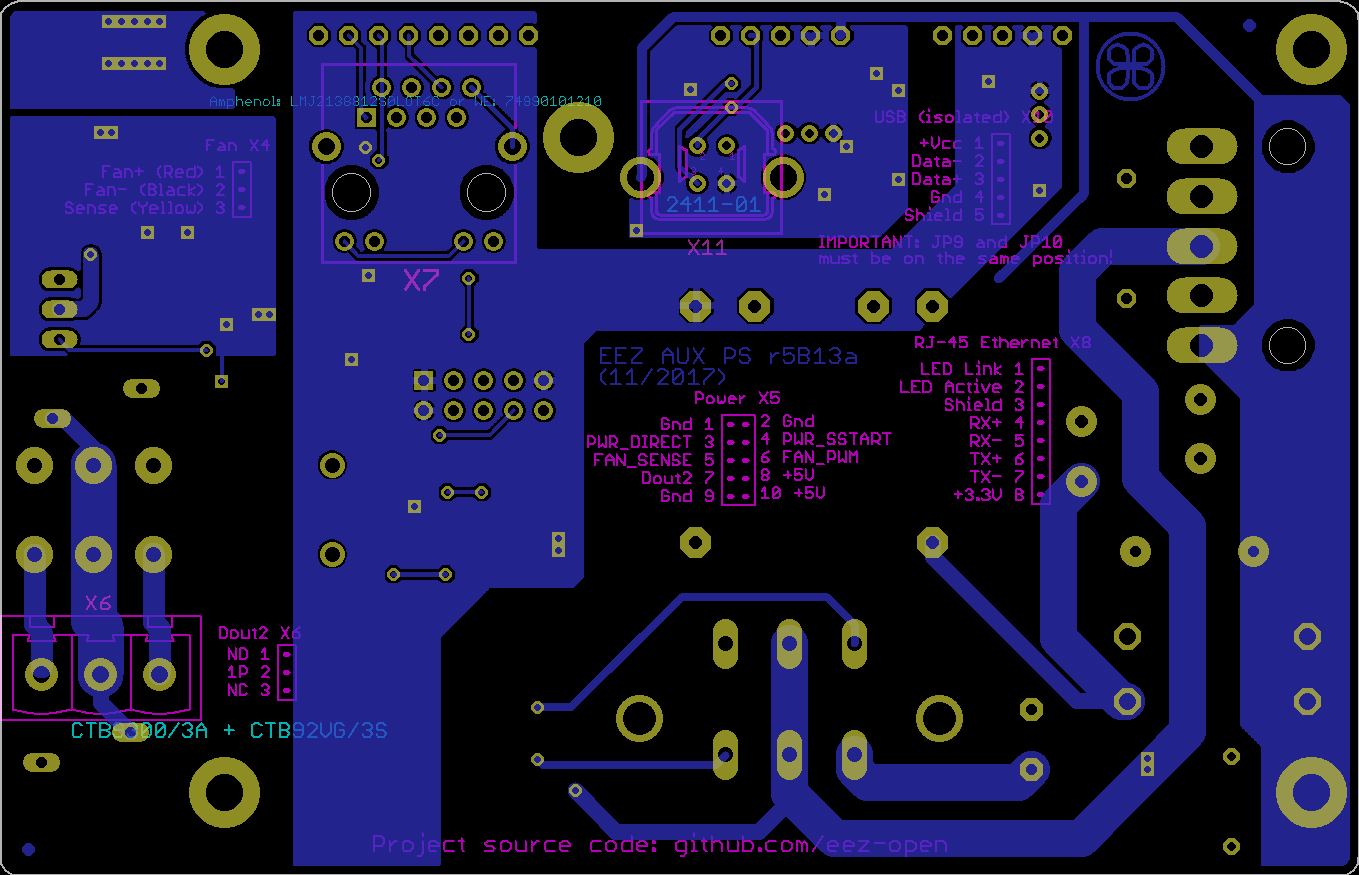 Amphenol: LMJ2138812S0LOT6C or WE: 74990101210
Fan X4
Fan+ (Red) 1
Fan- (Black) 2
Sense (Yellow) 3
X7
2411-01
X11
USB (isolated) X10
+Vcc 1
Data- 2
Data+ 3
Gnd 4
Shield 5
IMPORTANT: JP9 and JP10
must be on the same position!
EEZ AUX PS r5B13a
(11/2017)
Power X5
Gnd 1 2 Gnd
PWR_DIRECT 3 4 PWR_SSTART
FAN_SENSE 5 6 FAN_PWM
Dout2 7 8 +5V
Gnd 9 10 +5V
RJ-45 Ethernet X8
LED Link 1
LED Active 2
Shield 3
RX+ 4
RX- 5
TX+ 6
TX- 7
+3.3V 8
X6
Dout2 X6
NO 1
1P 2
NC 3
CTB9300/3A + CTB92VG/3S
Project source code: github.com/eez-open